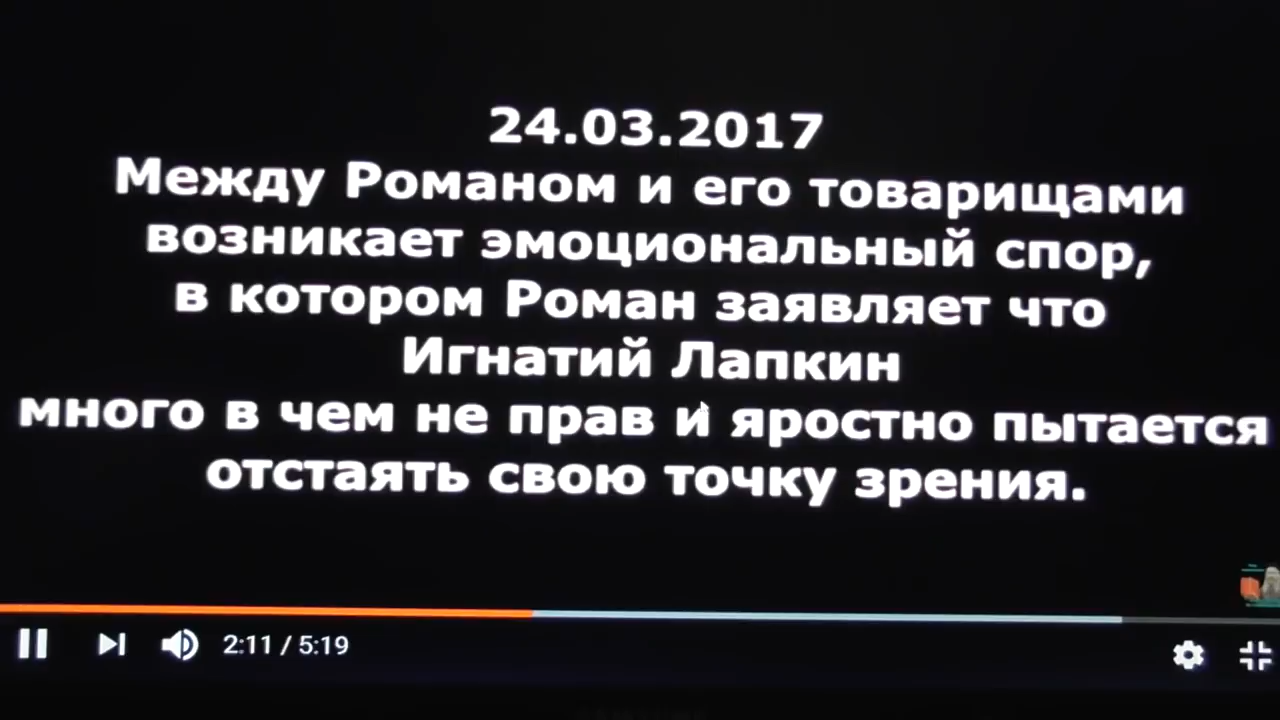 24.03.2017
Между Романом и его товарищами
возникает эмоциональный спор,
в котором Роман заявляет что
Игнатий Лапкин
много в чем не прав и яростно пытается
отстаять свою точку зрения.
2:11 / 5:19